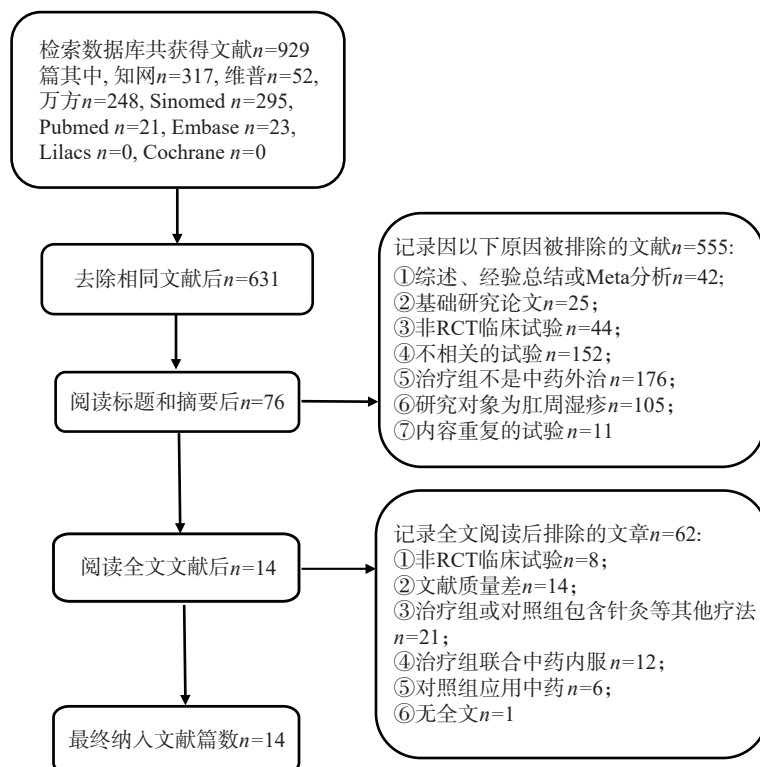 检索数据库共获得文献n=929
篇其中, 知网n=317, 维普n=52,
万方n=248, Sinomed n=295,
Pubmed n=21, Embase n=23,
Lilacs n=0, Cochrane n=0
去除相同文献后n=631
记录因以下原因被排除的文献n=555:
①综述、经验总结或Meta分析n=42;
②基础研究论文n=25；
③非RCT临床试验n=44；
④不相关的试验n=152；
⑤治疗组不是中药外治n=176；
⑥研究对象为肛周湿疹n=105；
⑦内容重复的试验n=11
阅读标题和摘要后n=76
记录全文阅读后排除的文章n=62:
①非RCT临床试验n=8；
②文献质量差n=14；
③治疗组或对照组包含针灸等其他疗法
n=21；
④治疗组联合中药内服n=12；
⑤对照组应用中药n=6；
⑥无全文n=1
阅读全文文献后n=14
最终纳入文献篇数n=14